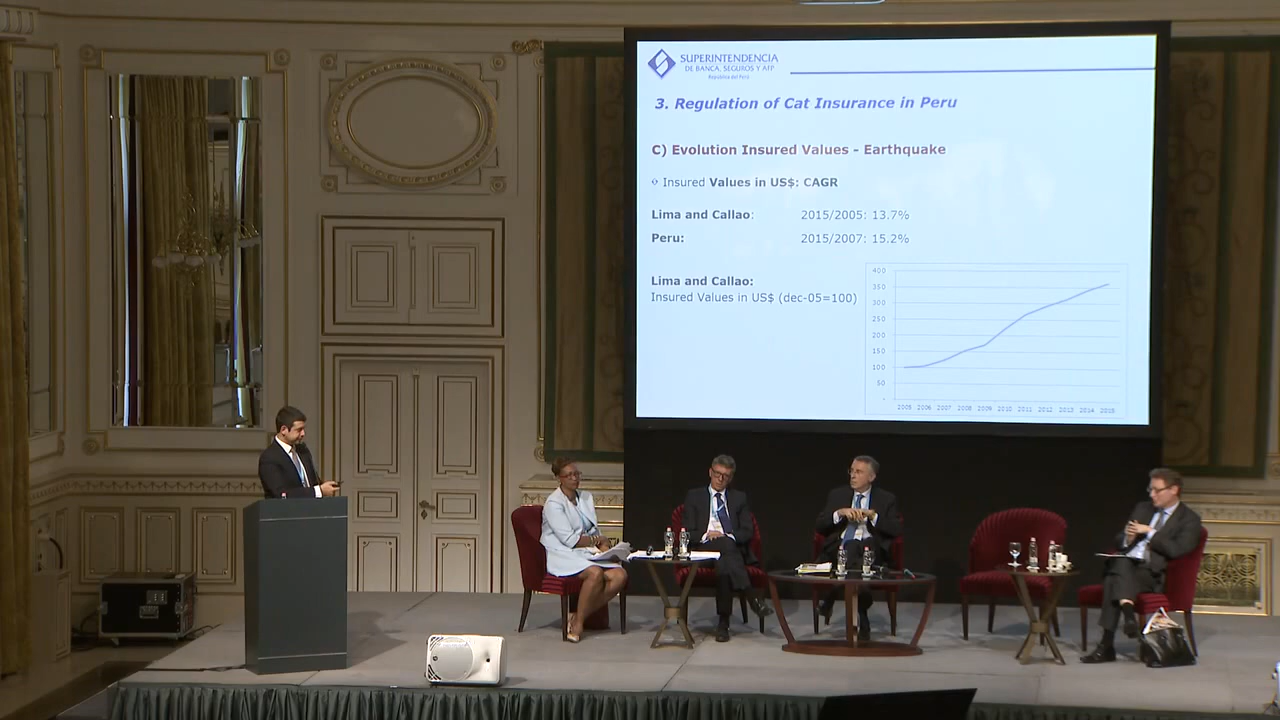 SUPERINTENDENCIA
DE BANCA, SEGUROS Y AFP
República del Perú
3. Regulation of Cat Insurance in Peru
C) Evolution Insured Values - Earthquake
Insured Values in US$: CAGR
Lima and Callao: 2015/2005: 13.7%
Peru: 2015/2007: 15.2%
Lima and Callao:
Insured Values in US$ (dec-05=100)
400
350
300
250
200
150
100
50
-
2005 2006 2007 2008 2009 2010 2011 2012 2013 2014 2015